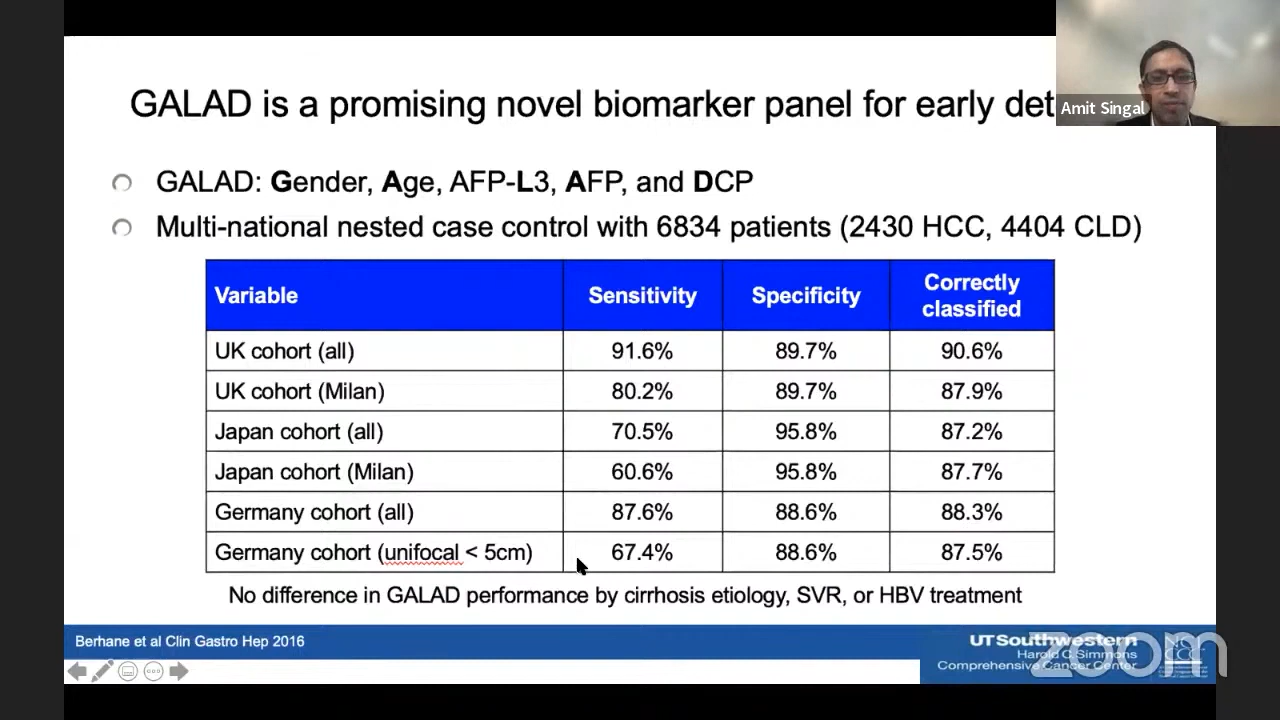 GALAD is a promising novel biomarker panel for early det
Amit Singal
GALAD: Gender, Age, AFP-L3, AFP, and DCP
Multi-national nested case control with 6834 patients (2430 HCC, 4404 CLD)
Variable Sensitivity Specificity Correctly classified
UK cohort (all) 91.6% 89.7% 90.6%
UK cohort (Milan) 80.2% 89.7% 87.9%
Japan cohort (all) 70.5% 95.8% 87.2%
Japan cohort (Milan) 60.6% 95.8% 87.7%
Germany cohort (all) 87.6% 88.6% 88.3%
Germany cohort (unifocal < 5cm) 67.4% 88.6% 87.5%
No difference in GALAD performance by cirrhosis etiology, SVR, or HBV treatment
Berhane et al Clin Gastro Hep 2016
UTSouthwestern
Harold C. Simmons
Comprehensive Cancer Center
zoom